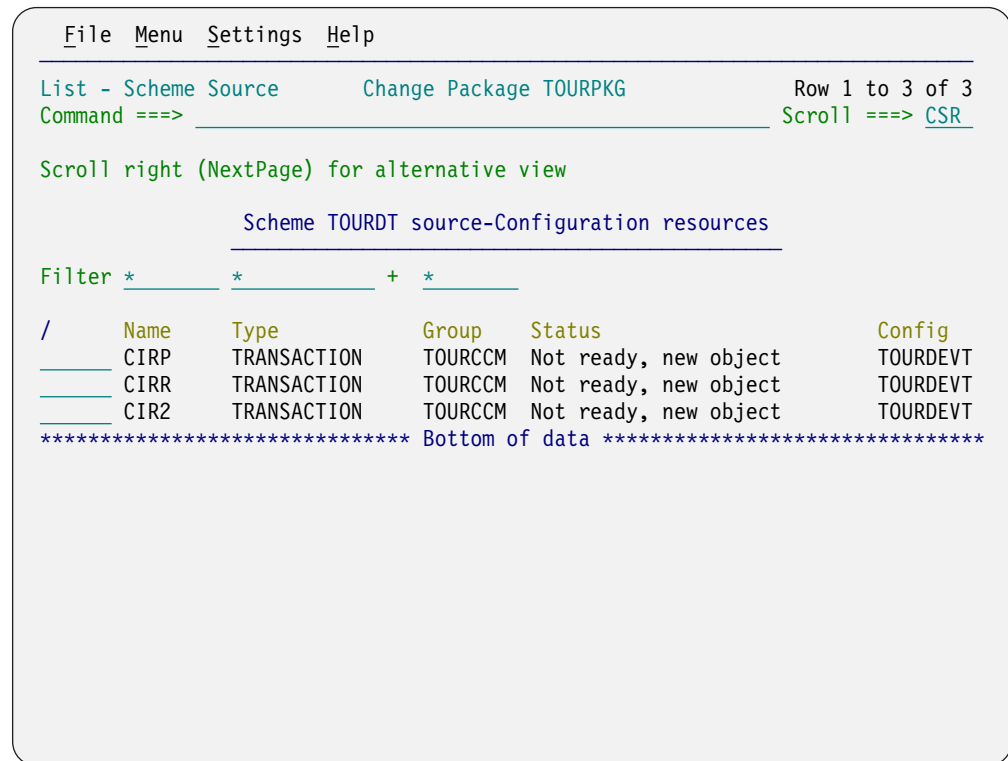 File Menu Settings Help
List - Scheme Source Change Package TOURPKG Row 1 to 3 of 3
Command ===> Scroll ===> CSR
Scroll right (NextPage) for alternative view
Scheme TOURDT source-Configuration resources
Filter * * + *
/ Name Type Group Status Config
CIRP TRANSACTION TOURCCM Not ready, new object TOURDEVT
CIRR TRANSACTION TOURCCM Not ready, new object TOURDEVT
CIR2 TRANSACTION TOURCCM Not ready, new object TOURDEVT
******************************* Bottom of data ********************************